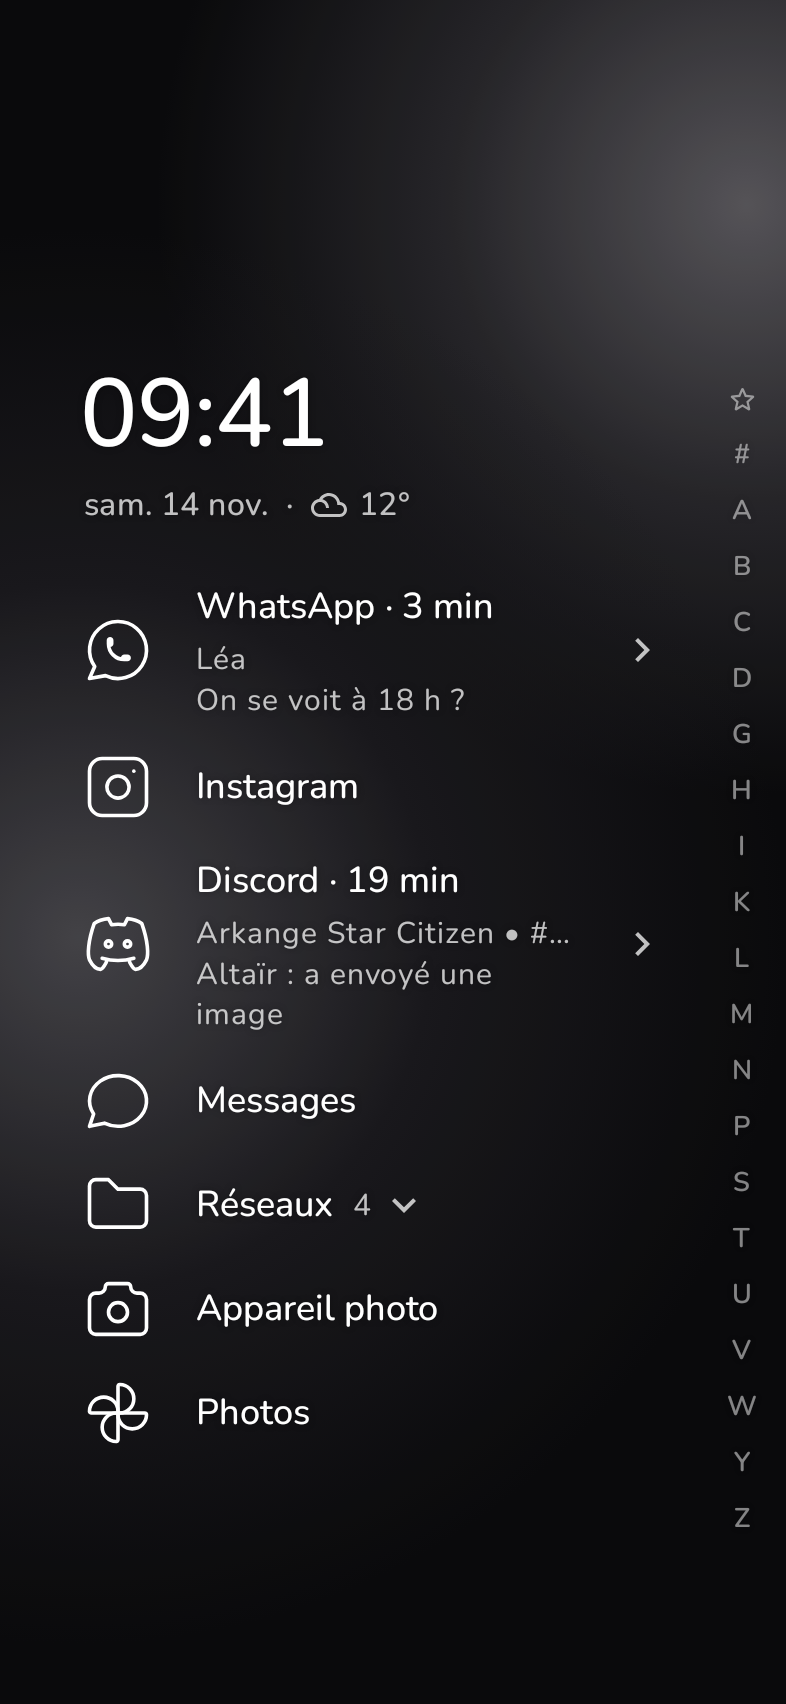 09:41
sam. 14 nov. · 12°
WhatsApp · 3 min
Léa
On se voit à 18 h ?
Instagram
Discord · 19 min
Arkange Star Citizen ● #...
Altaïr : a envoyé une
image
Messages
Réseaux 4
Appareil photo
Photos
#
A
B
C
D
G
H
I
K
L
M
N
P
S
T
U
V
W
Y
Z